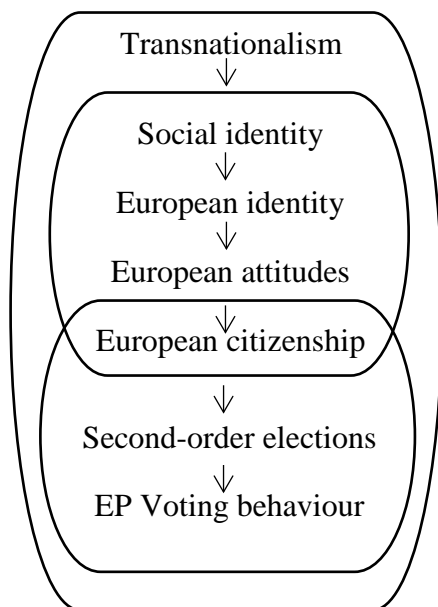 Transnationalism
Social identity
European identity
European attitudes
European citizenship
Second-order elections
EP Voting behaviour